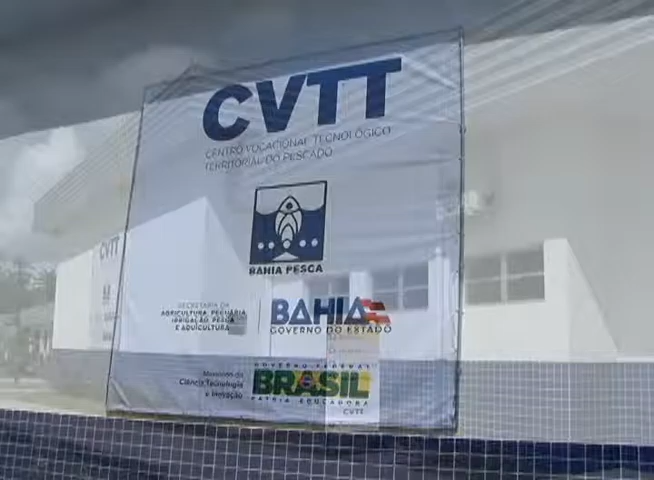 CVTT
CENTRO VOCACIONAL TECNOLÓGICO
TERRITORIAL DO PESCADO
BAHIA PESCA
SECRETARIA DA
AGRICULTURA, PECUÁRIA,
IRRIGAÇÃO, PESCA
E AQUICULTURA
BAHIA
GOVERNO DO ESTADO
Ministério da
Ciência, Tecnologia
e Inovação
GOVERNO FEDERAL
BRASIL
PÁTRIA EDUCADORA
CVTT
CVTT